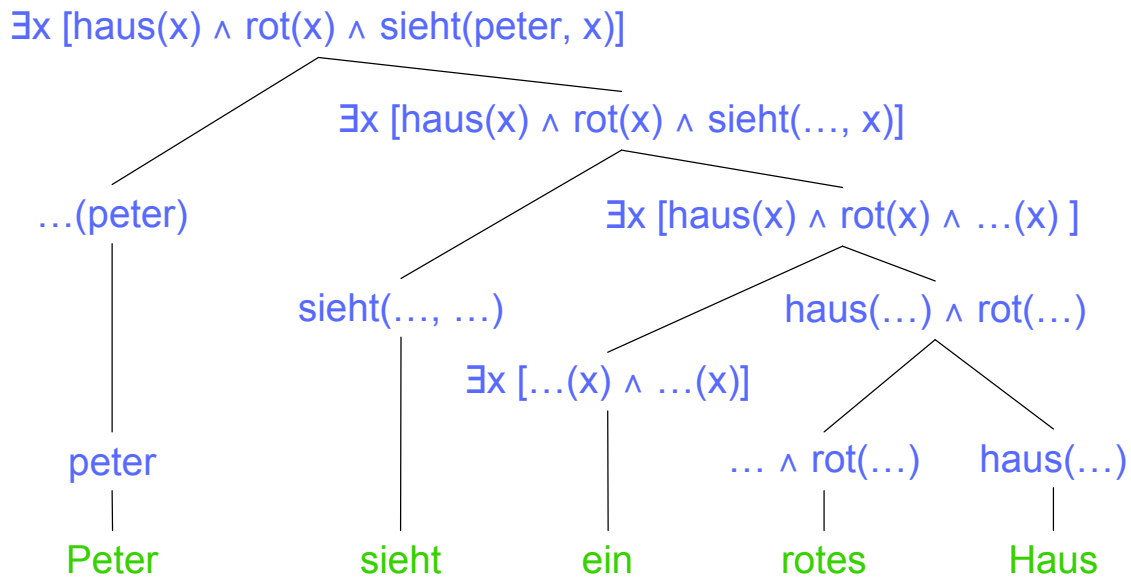 ∃x [haus(x) ∧ rot(x) ∧ sieht(peter, x)]
∃x [haus(x) ∧ rot(x) ∧ sieht(…, x)]
…(peter)
∃x [haus(x) ∧ rot(x) ∧ …(x) ]
sieht(…, …)
haus(…) ∧ rot(…)
∃x […(x) ∧ …(x)]
peter
… ∧ rot(…)
haus(…)
Peter sieht ein rotes Haus